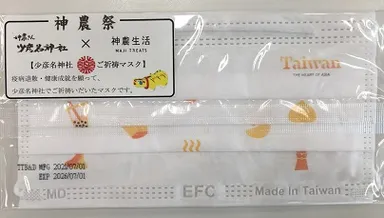 神農祭
神農さん
少彦名神社 × 神農生活
MAJI TREATS
【少彦名神社 ご祈祷マスク】
疫病退散・健康成就を願って、
少彦名神社でご祈祷いただいたマスクです。
Taiwan
THE HEART OF ASIA
TTBAD MFG 2021/07/01
EXP 2026/07/01
MD EFC Made In Taiwan